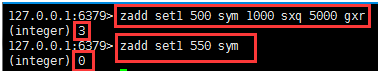 127.0.0.1:6379> zadd set1 500 sym 1000 sxq 5000 gxr
(integer) 3
127.0.0.1:6379> zadd set1 550 sym
(integer) 0